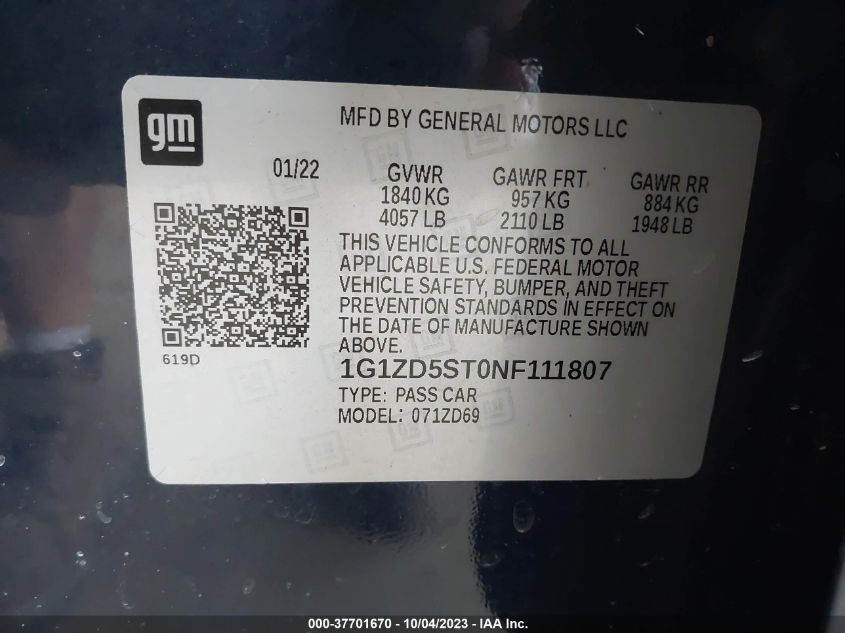 gm
MFD BY GENERAL MOTORS LLC
01/22
GVWR
1840 KG
4057 LB
GAWR FRT
957 KG
2110 LB
GAWR RR
884 KG
1948 LB
THIS VEHICLE CONFORMS TO ALL
APPLICABLE U.S. FEDERAL MOTOR
VEHICLE SAFETY, BUMPER, AND THEFT
PREVENTION STANDARDS IN EFFECT ON
THE DATE OF MANUFACTURE SHOWN
ABOVE.
619D
1G1ZD5ST0NF111807
TYPE: PASS CAR
MODEL: 071ZD69
000-37701670 - 10/04/2023 - IAA Inc.